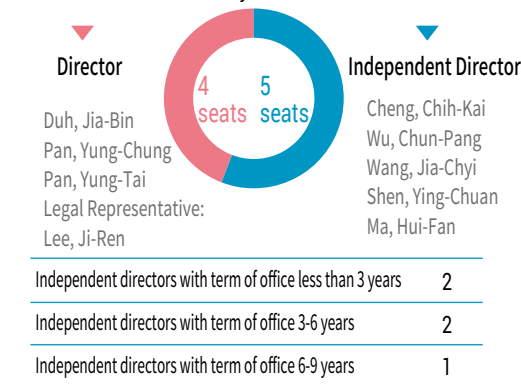 Director
Duh, Jia-Bin
Pan, Yung-Chung
Pan, Yung-Tai
Legal Representative:
Lee, Ji-Ren
4
seats
5
seats
Independent Director
Cheng, Chih-Kai
Wu, Chun-Pang
Wang, Jia-Chyi
Shen, Ying-Chuan
Ma, Hui-Fan
Independent directors with term of office less than 3 years 2
Independent directors with term of office 3-6 years 2
Independent directors with term of office 6-9 years 1